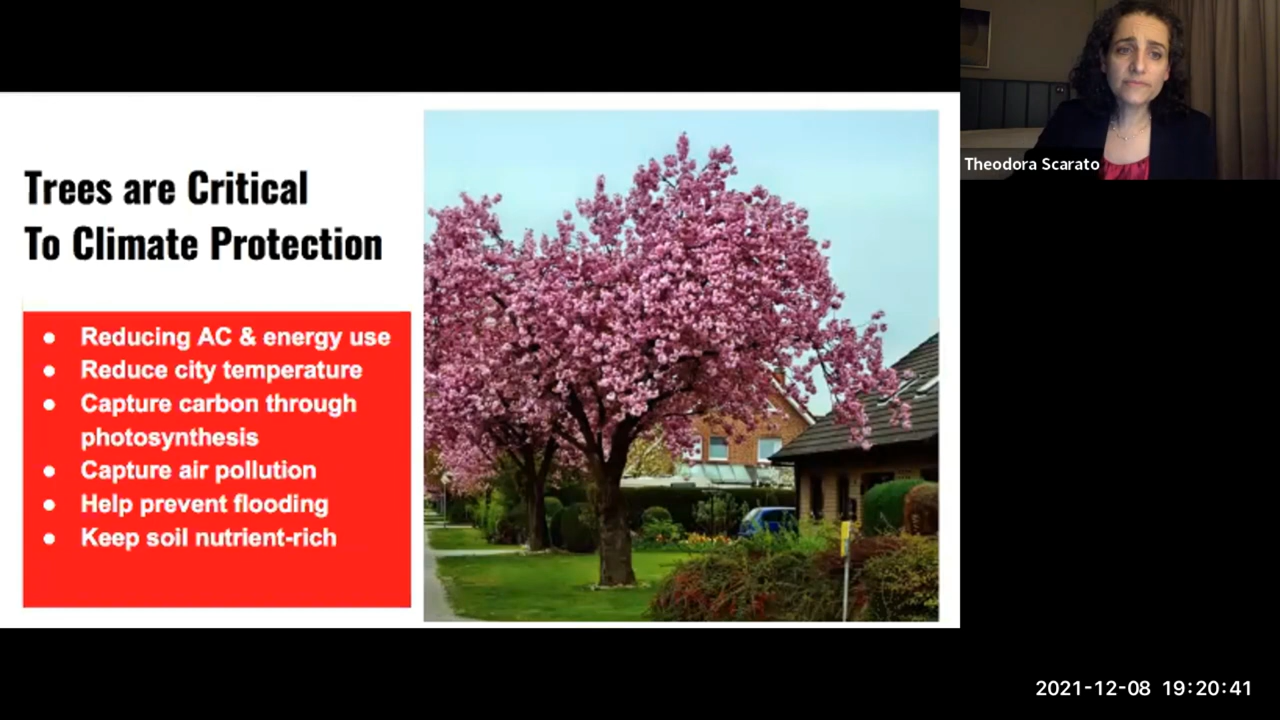 Trees are Critical
To Climate Protection
● Reducing AC & energy use
● Reduce city temperature
● Capture carbon through
photosynthesis
● Capture air pollution
● Help prevent flooding
● Keep soil nutrient-rich
Theodora Scarato
2021-12-08 19:20:41